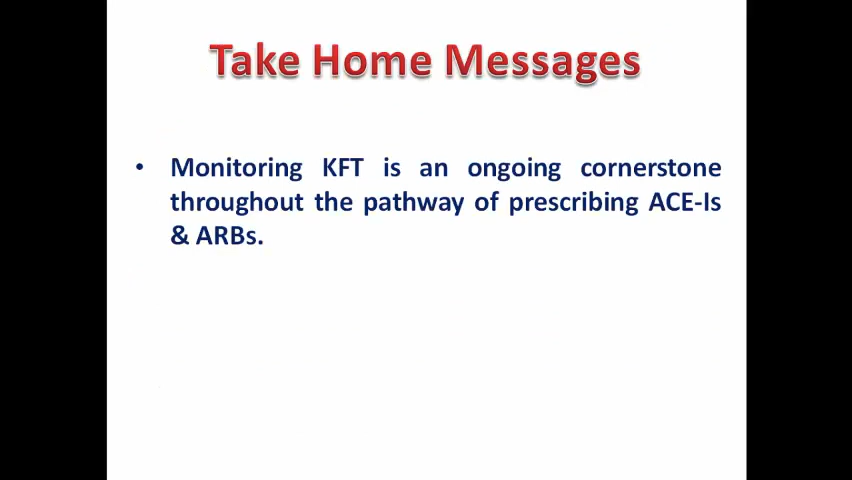 Take Home Messages
• Monitoring KFT is an ongoing cornerstone
throughout the pathway of prescribing ACE-Is
& ARBs.